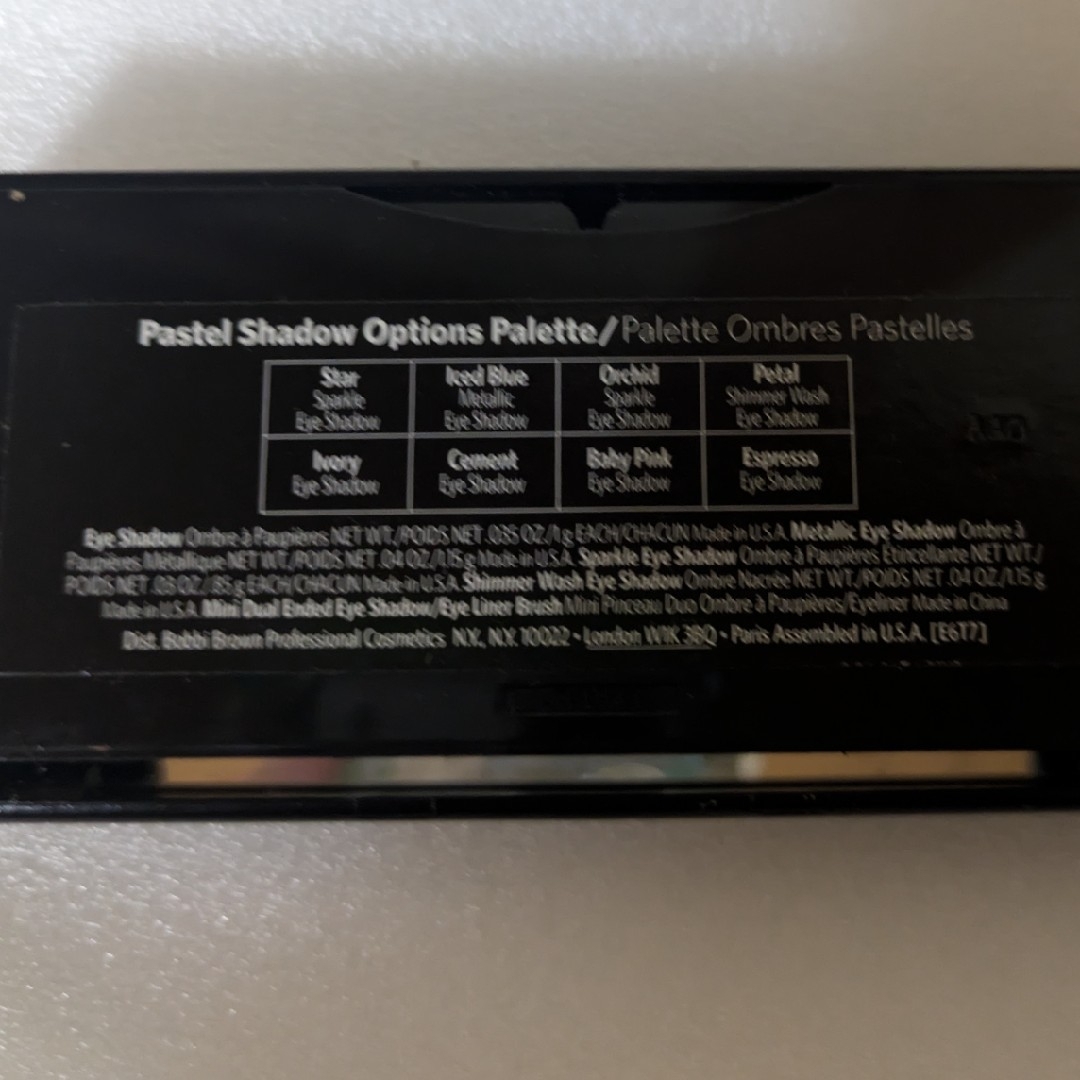 Pastel Shadow Options Palette/Palette Ombres Pastelles
Star Sparkle Eye Shadow
Iced Blue Metallic Eye Shadow
Orchid Sparkle Eye Shadow
Petal Shimmer Wash Eye Shadow
Ivory Eye Shadow
Cement Eye Shadow
Baby Pink Eye Shadow
Espresso Eye Shadow
Eye Shadow Ombre à Paupières NET WT./POIDS NET .035 OZ./1 g EACH/CHACUN Made in U.S.A. Metallic Eye Shadow Ombre à
Paupières Métallique NET WT./POIDS NET .04 OZ./1.15 g Made in U.S.A. Sparkle Eye Shadow Ombre à Paupières Étincellante NET WT./
POIDS NET .03 OZ./.85 g EACH/CHACUN Made in U.S.A. Shimmer Wash Eye Shadow Ombre Nacrée NET WT./POIDS NET .04 OZ./1.15 g
Made in U.S.A. Mini Dual Ended Eye Shadow/Eye Liner Brush Mini Pinceau Duo Ombre à Paupières/Eyeliner Made in China
Dist. Bobbi Brown Professional Cosmetics N.Y., N.Y. 10022 • London W1K 3BQ • Paris Assembled in U.S.A. [E6T7]